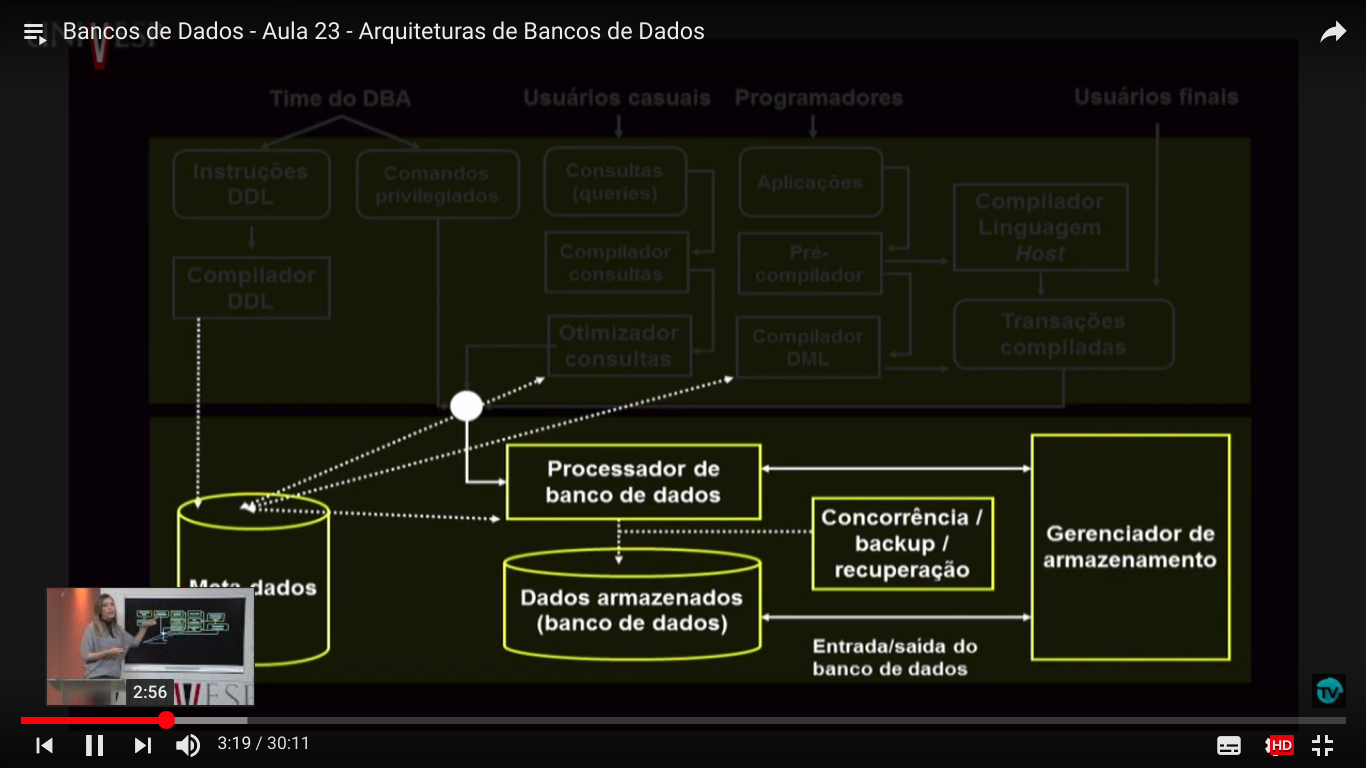 Bancos de Dados - Aula 23 - Arquiteturas de Bancos de Dados
Time do DBA
Usuários casuais
Programadores
Usuários finais
Instruções
DDL
Comandos
privilegiados
Consultas
(queries)
Aplicações
Compilador
Linguagem
Host
Compilador
DDL
Compilador
consultas
Pré-
compilador
Otimizador
consultas
Compilador
DML
Transações
compiladas
Processador de
banco de dados
Concorrência /
backup /
recuperação
Gerenciador de
armazenamento
Meta dados
Dados armazenados
(banco de dados)
Entrada/saída do
banco de dados
2:56
TV
3:19 / 30:11
HD